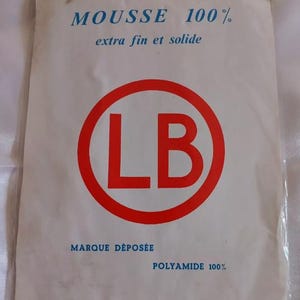 MOUSSE 100%
extra fin et solide
LB
MARQUE DÉPOSÉE
POLYAMIDE 100%